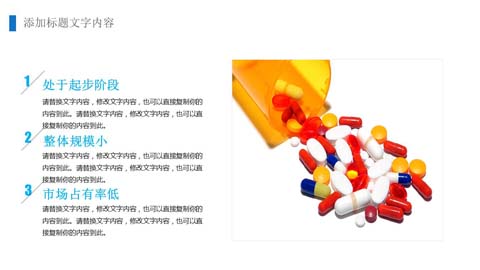 添加标题文字内容
1 处于起步阶段
请替换文字内容，修改文字内容，也可以直接复制你的
内容到此。请替换文字内容，修改文字内容，也可以直
接复制你的内容到此。
2 整体规模小
请替换文字内容，修改文字内容，也可以直接复制你的
内容到此。请替换文字内容，修改文字内容，也可以直
接复制你的内容到此。
3 市场占有率低
请替换文字内容，修改文字内容，也可以直接复制你的
内容到此。请替换文字内容，修改文字内容，也可以直
接复制你的内容到此。